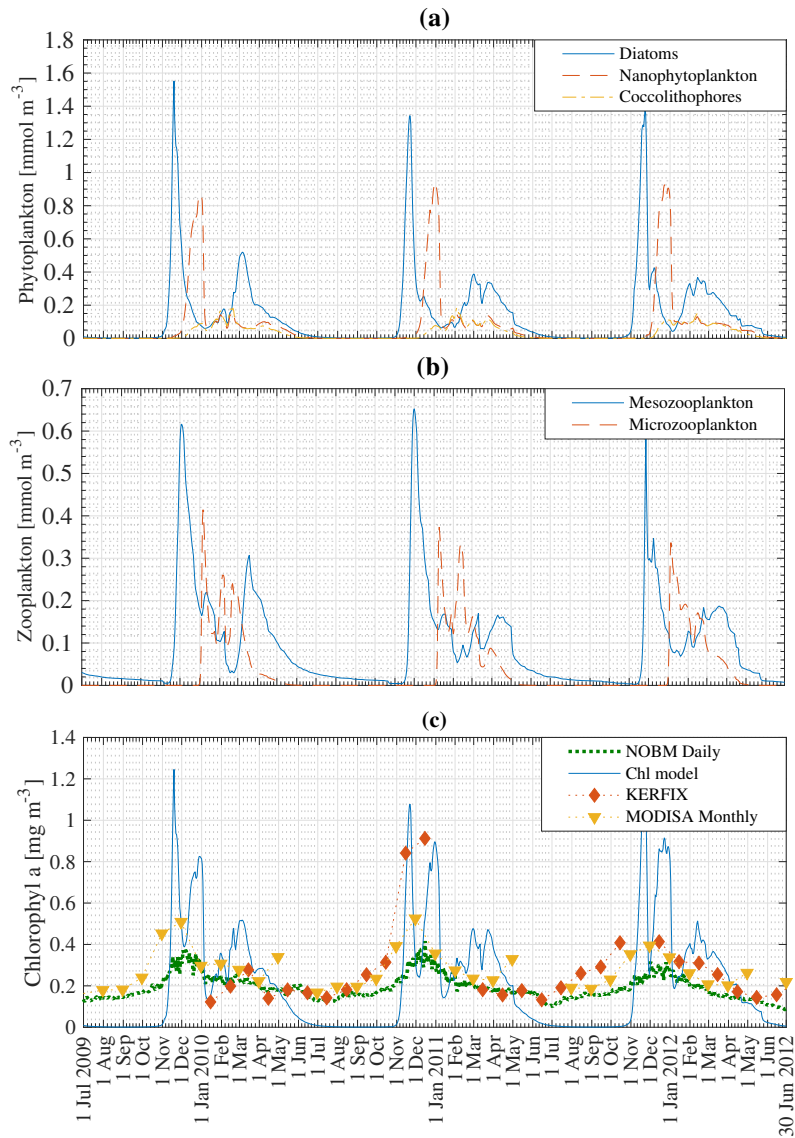 (a)
Phytoplankton [mmol m-3]
1.8
1.6
1.4
1.2
1
0.8
0.6
0.4
0.2
0
Diatoms
Nanophytoplankton
Coccolithophores
(b)
Zooplankton [mmol m-3]
0.7
0.6
0.5
0.4
0.3
0.2
0.1
0
Mesozooplankton
Microzooplankton
(c)
Chlorophyl a [mg m-3]
1.4
1.2
1
0.8
0.6
0.4
0.2
0
NOBM Daily
Chl model
KERFIX
MODISA Monthly
1 Jul 2009
1 Aug
1 Sep
1 Oct
1 Nov
1 Dec
1 Jan 2010
1 Feb
1 Mar
1 Apr
1 May
1 Jun
1 Jul
1 Aug
1 Sep
1 Oct
1 Nov
1 Dec
1 Jan 2011
1 Feb
1 Mar
1 Apr
1 May
1 Jun
1 Jul
1 Aug
1 Sep
1 Oct
1 Nov
1 Dec
1 Jan 2012
1 Feb
1 Mar
1 Apr
1 May
1 Jun
30 Jun 2012